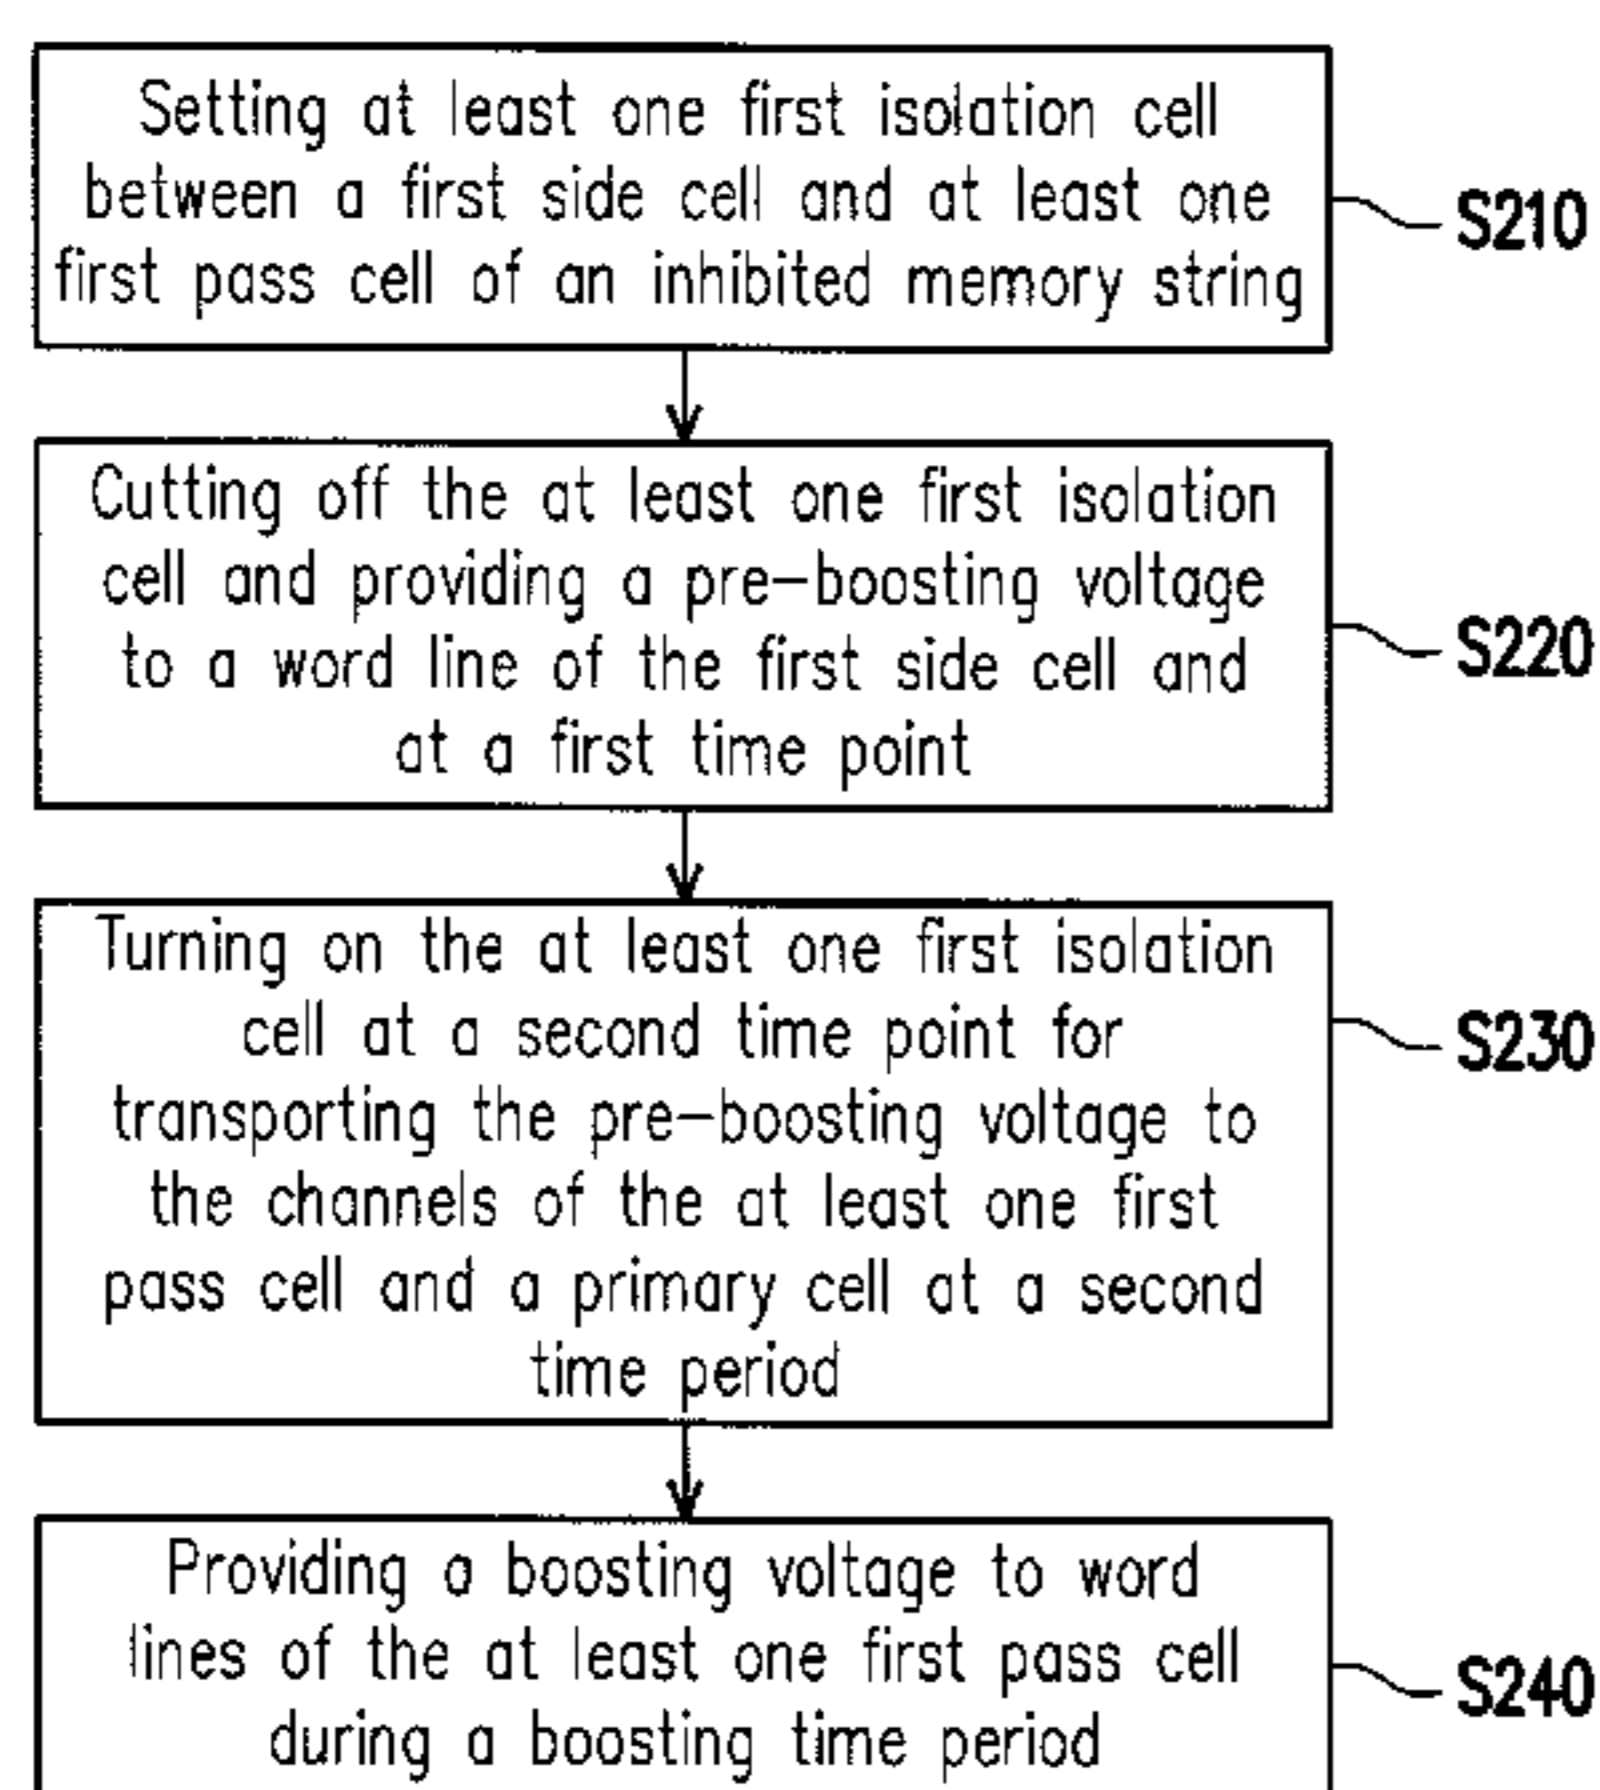 Setting at least one first isolation cell
between a first side cell and at least one
first pass cell of an inhibited memory string
S210
Cutting off the at least one first isolation
cell and providing a pre-boosting voltage
to a word line of the first side cell and
at a first time point
S220
Turning on the at least one first isolation
cell at a second time point for
transporting the pre-boosting voltage to
the channels of the at least one first
pass cell and a primary cell at a second
time period
S230
Providing a boosting voltage to word
lines of the at least one first pass cell
during a boosting time period
S240